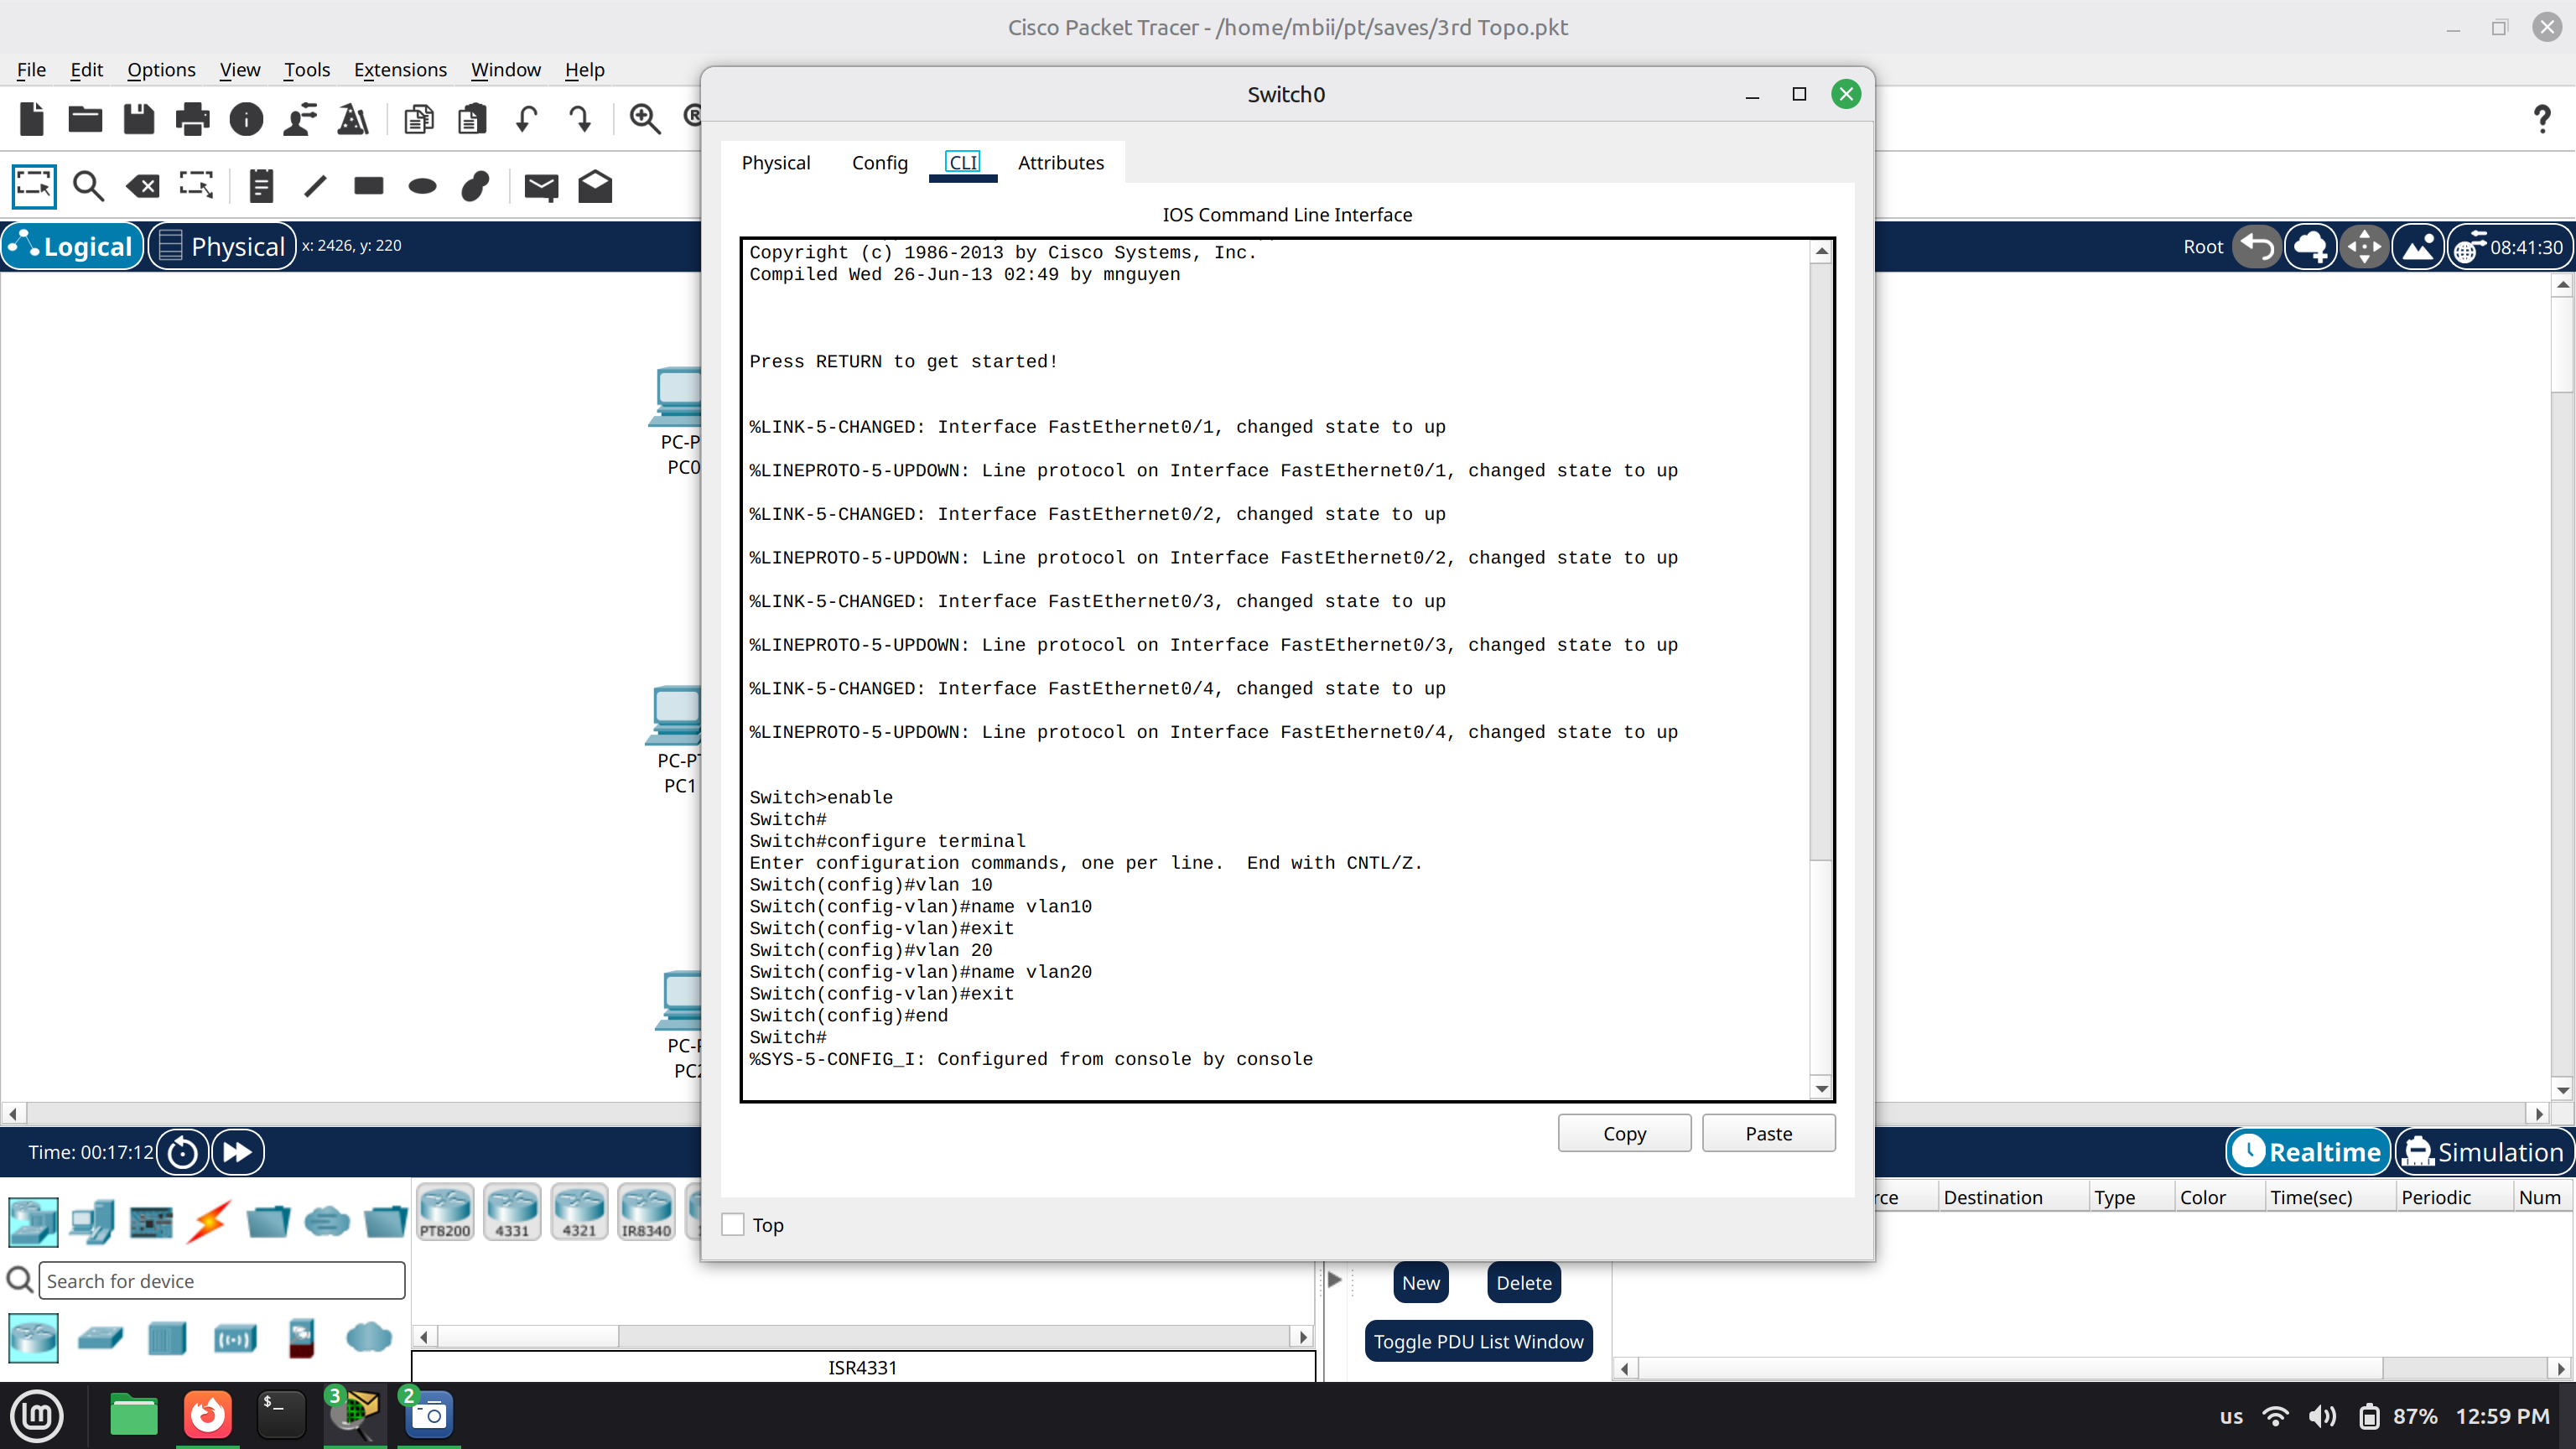 Cisco Packet Tracer - /home/mbii/pt/saves/3rd Topo.pkt
File Edit Options View Tools Extensions Window Help
Switch0
Physical Config CLI Attributes
Logical Physical x: 2426, y: 220
Root 08:41:30
IOS Command Line Interface
Copyright (c) 1986-2013 by Cisco Systems, Inc.
Compiled Wed 26-Jun-13 02:49 by mnguyen
Press RETURN to get started!
%LINK-5-CHANGED: Interface FastEthernet0/1, changed state to up
%LINEPROTO-5-UPDOWN: Line protocol on Interface FastEthernet0/1, changed state to up
%LINK-5-CHANGED: Interface FastEthernet0/2, changed state to up
%LINEPROTO-5-UPDOWN: Line protocol on Interface FastEthernet0/2, changed state to up
%LINK-5-CHANGED: Interface FastEthernet0/3, changed state to up
%LINEPROTO-5-UPDOWN: Line protocol on Interface FastEthernet0/3, changed state to up
%LINK-5-CHANGED: Interface FastEthernet0/4, changed state to up
%LINEPROTO-5-UPDOWN: Line protocol on Interface FastEthernet0/4, changed state to up
Switch>enable
Switch#
Switch#configure terminal
Enter configuration commands, one per line. End with CNTL/Z.
Switch(config)#vlan 10
Switch(config-vlan)#name vlan10
Switch(config-vlan)#exit
Switch(config)#vlan 20
Switch(config-vlan)#name vlan20
Switch(config-vlan)#exit
Switch(config)#end
Switch#
%SYS-5-CONFIG_I: Configured from console by console
Copy Paste
Top
PC-P
PC0
PC-PT
PC1
PC-P
PC2
Time: 00:17:12
Realtime Simulation
PT8200 4331 4321 IR8340
rce Destination Type Color Time(sec) Periodic Num
Search for device
New Delete
Toggle PDU List Window
ISR4331
$_ 3 2
us 87% 12:59 PM